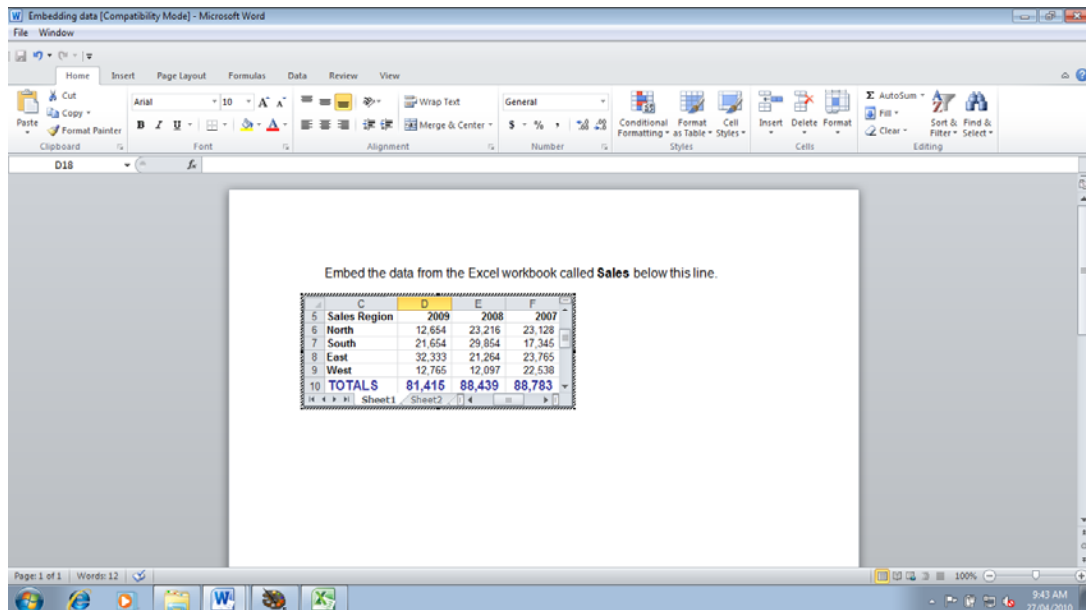 Embedding data [Compatibility Mode] - Microsoft Word
File Window
Home Insert Page Layout Formulas Data Review View
Cut Arial 10 A A Wrap Text General Σ AutoSum
Copy Fill
Paste Format Painter B I U A Merge & Center $ % , Conditional Formatting Format as Table Cell Styles Insert Delete Format Clear Sort & Filter Find & Select
Clipboard Font Alignment Number Styles Cells Editing
D18 fx
Embed the data from the Excel workbook called Sales below this line.
C D E F
5 Sales Region 2009 2008 2007
6 North 12,654 23,216 23,128
7 South 21,654 29,854 17,345
8 East 32,333 21,264 23,765
9 West 12,765 12,097 22,538
10 TOTALS 81,415 88,439 88,783
Sheet1 Sheet2
Page: 1 of 1 Words: 12 100%
9:43 AM
27/04/2010